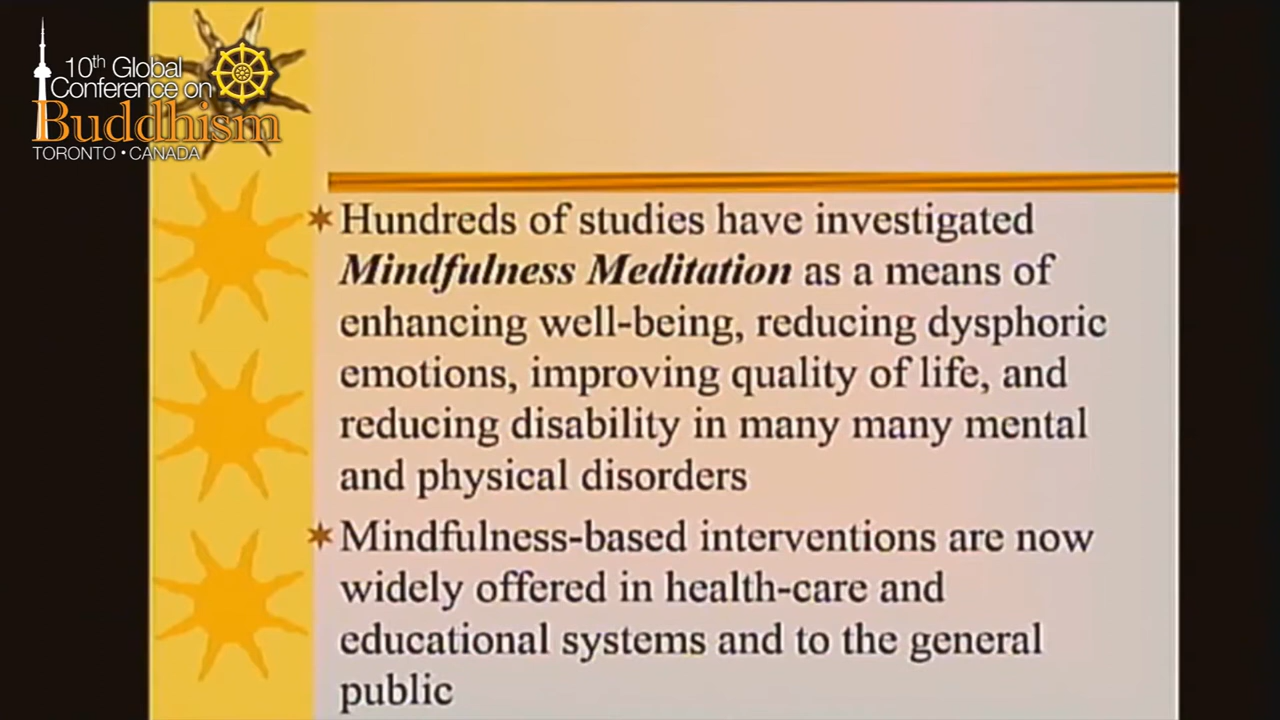 10th Global
Conference on
Buddhism
TORONTO • CANADA
Hundreds of studies have investigated
Mindfulness Meditation as a means of
enhancing well-being, reducing dysphoric
emotions, improving quality of life, and
reducing disability in many many mental
and physical disorders
Mindfulness-based interventions are now
widely offered in health-care and
educational systems and to the general
public